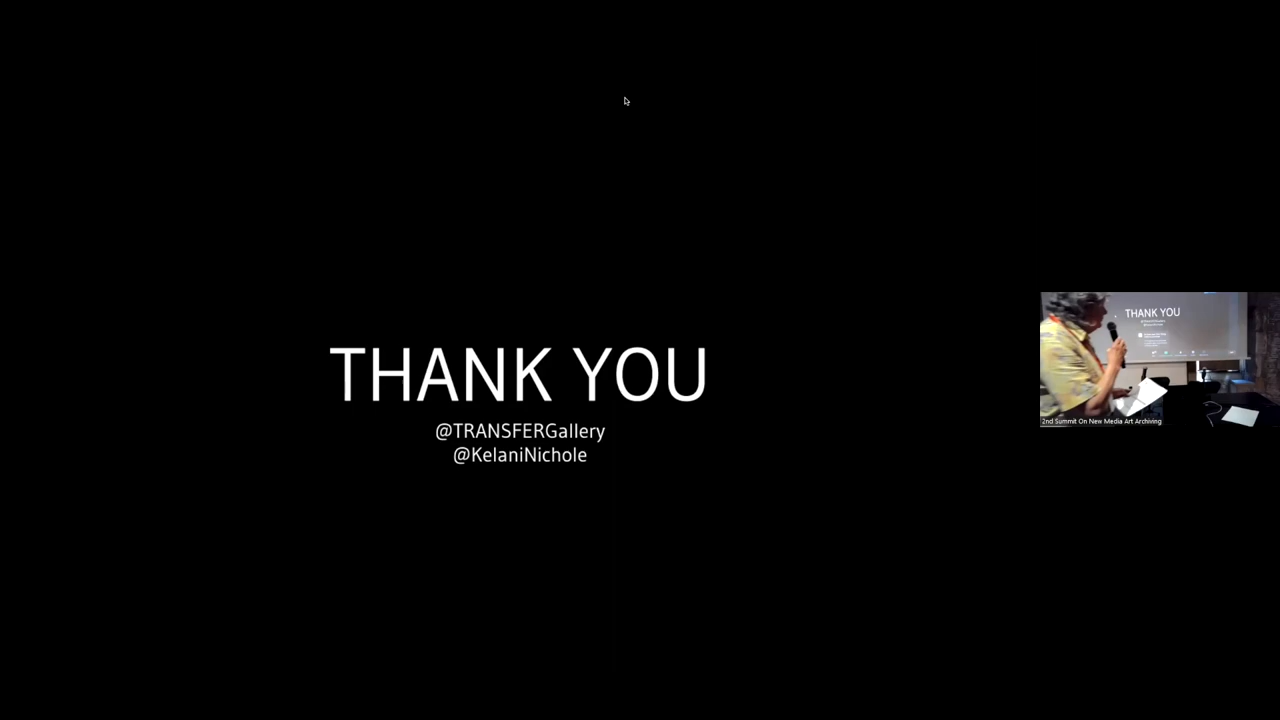 THANK YOU
@TRANSFERGallery
@KelaniNichole
THANK YOU
2nd Summit On New Media Art Archiving